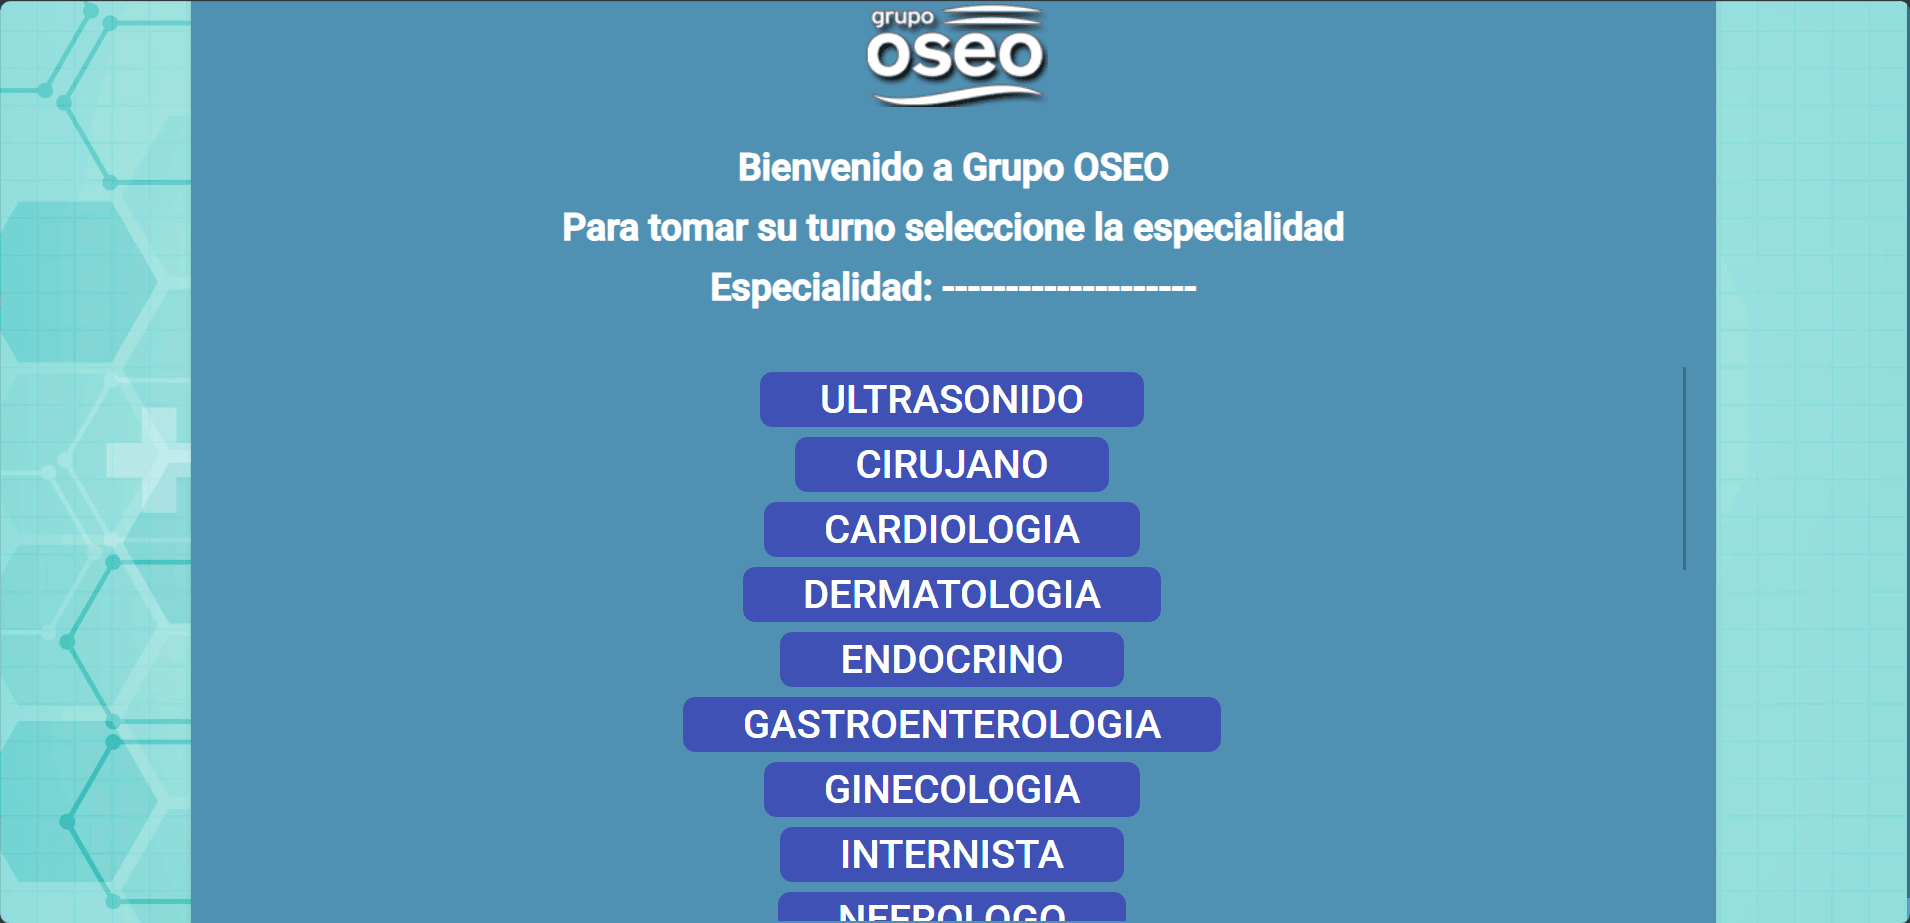 grupo
oseo
Bienvenido a Grupo OSEO
Para tomar su turno seleccione la especialidad
Especialidad: --------------------
ULTRASONIDO
CIRUJANO
CARDIOLOGIA
DERMATOLOGIA
ENDOCRINO
GASTROENTEROLOGIA
GINECOLOGIA
INTERNISTA
NEFROLOGO